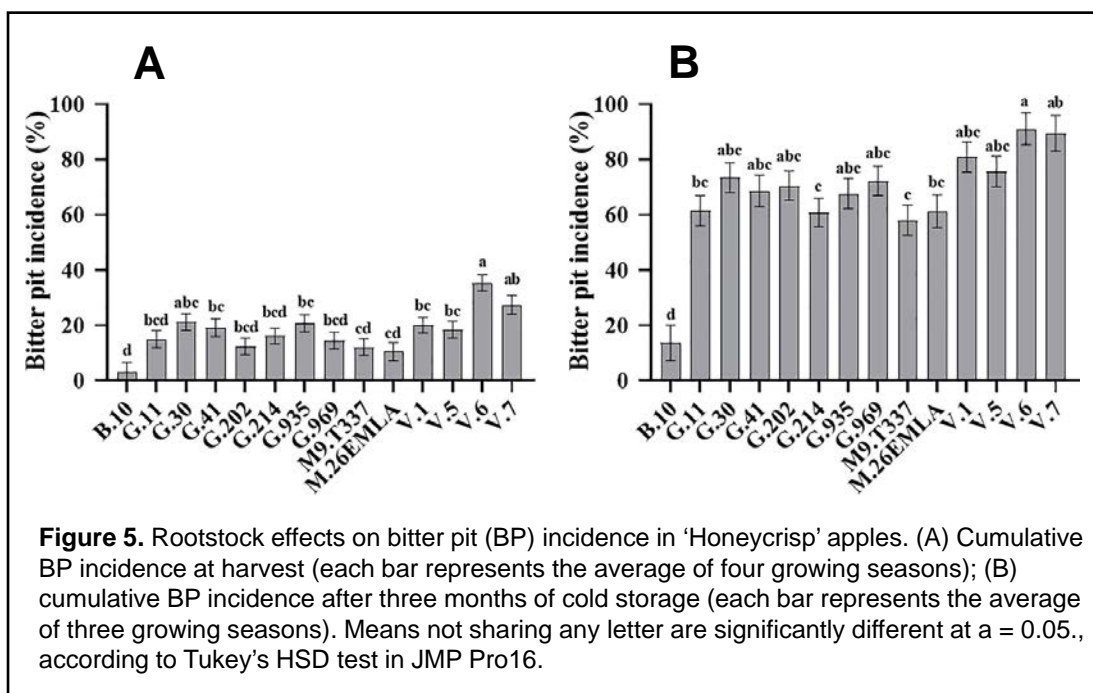 A
B
Bitter pit incidence (%)
100
80
60
40
20
0
d
bcd
abc
bc
bcd
bcd
bc
bcd
cd
cd
bc
bc
a
ab
B.10
G.11
G.30
G.41
G.202
G.214
G.935
G.969
M9.T337
M.26EMLA
V.1
V.5
V.6
V.7
Bitter pit incidence (%)
100
80
60
40
20
0
d
bc
abc
abc
abc
c
abc
abc
c
bc
abc
abc
a
ab
B.10
G.11
G.30
G.41
G.202
G.214
G.935
G.969
M9.T337
M.26EMLA
V.1
V.5
V.6
V.7
Figure 5. Rootstock effects on bitter pit (BP) incidence in ‘Honeycrisp’ apples. (A) Cumulative
BP incidence at harvest (each bar represents the average of four growing seasons); (B)
cumulative BP incidence after three months of cold storage (each bar represents the average
of three growing seasons). Means not sharing any letter are significantly different at a = 0.05.,
according to Tukey’s HSD test in JMP Pro16.